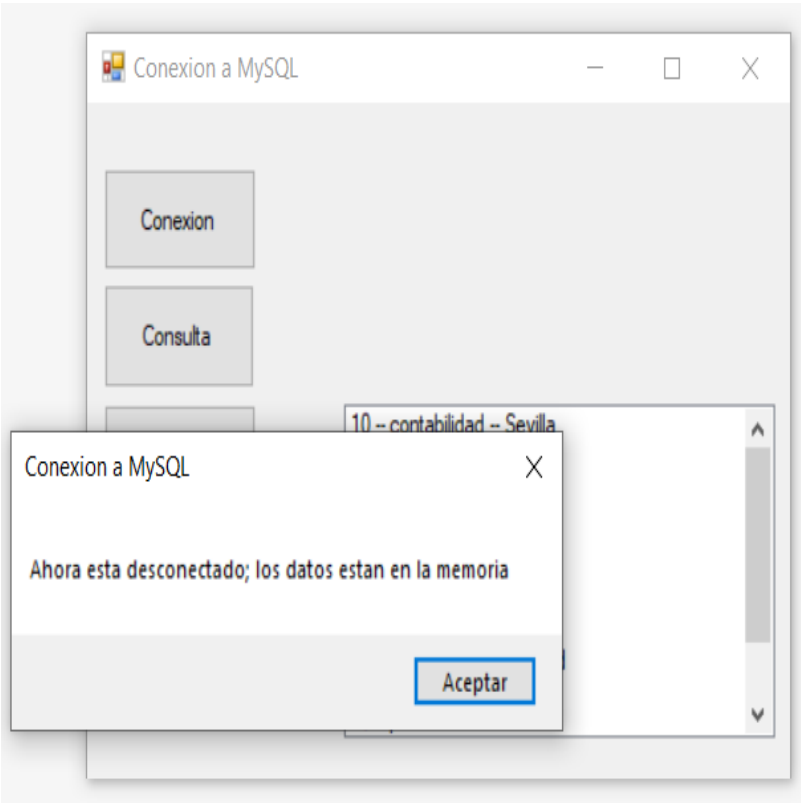 Conexion a MySQL
Conexion
Consulta
10 -- contabilidad -- Sevilla
Conexion a MySQL
Ahora esta desconectado; los datos estan en la memoria
Aceptar